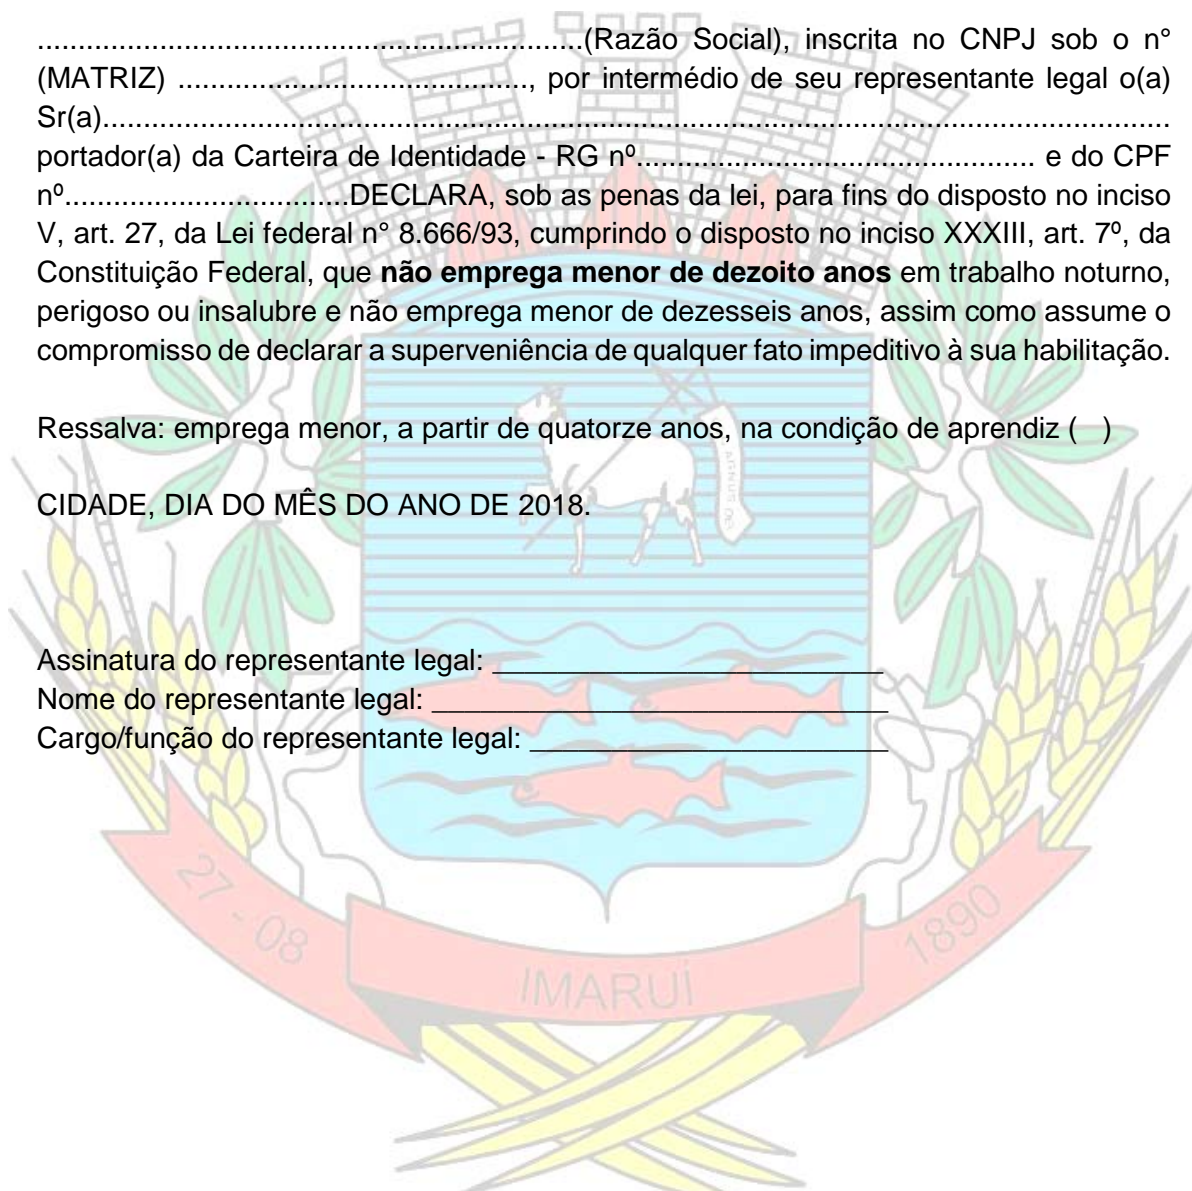 ...................................................................(Razão Social), inscrita no CNPJ sob o n°
(MATRIZ) ..........................................., por intermédio de seu representante legal o(a)
Sr(a)...................................................................................................................................
portador(a) da Carteira de Identidade - RG nº................................................ e do CPF
nº...................................DECLARA, sob as penas da lei, para fins do disposto no inciso
V, art. 27, da Lei federal n° 8.666/93, cumprindo o disposto no inciso XXXIII, art. 7º, da
Constituição Federal, que não emprega menor de dezoito anos em trabalho noturno,
perigoso ou insalubre e não emprega menor de dezesseis anos, assim como assume o
compromisso de declarar a superveniência de qualquer fato impeditivo à sua habilitação.
Ressalva: emprega menor, a partir de quatorze anos, na condição de aprendiz ( )
AGNUS DEI
CIDADE, DIA DO MÊS DO ANO DE 2018.
Assinatura do representante legal: ________________________
Nome do representante legal: ____________________________
Cargo/função do representante legal: ______________________
27 - 08
IMARUÍ
1890